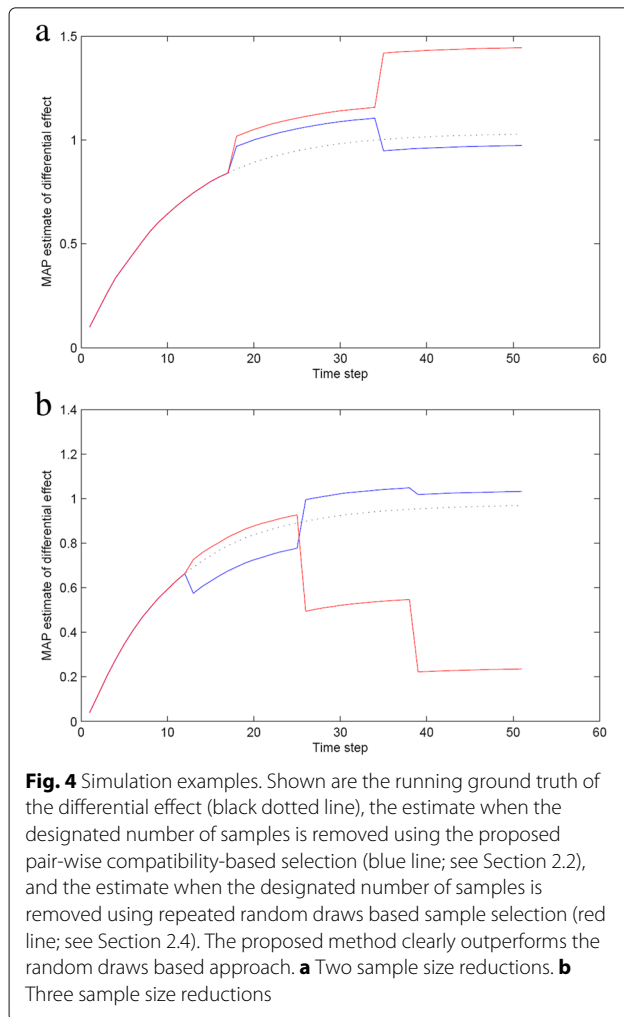 a
1.5
1
0.5
0
MAP estimate of differential effect
0 10 20 30 40 50 60
Time step
b
1.4
1.2
1
0.8
0.6
0.4
0.2
0
MAP estimate of differential effect
0 10 20 30 40 50 60
Time step
Fig. 4 Simulation examples. Shown are the running ground truth of
the differential effect (black dotted line), the estimate when the
designated number of samples is removed using the proposed
pair-wise compatibility-based selection (blue line; see Section 2.2),
and the estimate when the designated number of samples is
removed using repeated random draws based sample selection (red
line; see Section 2.4). The proposed method clearly outperforms the
random draws based approach. a Two sample size reductions. b
Three sample size reductions